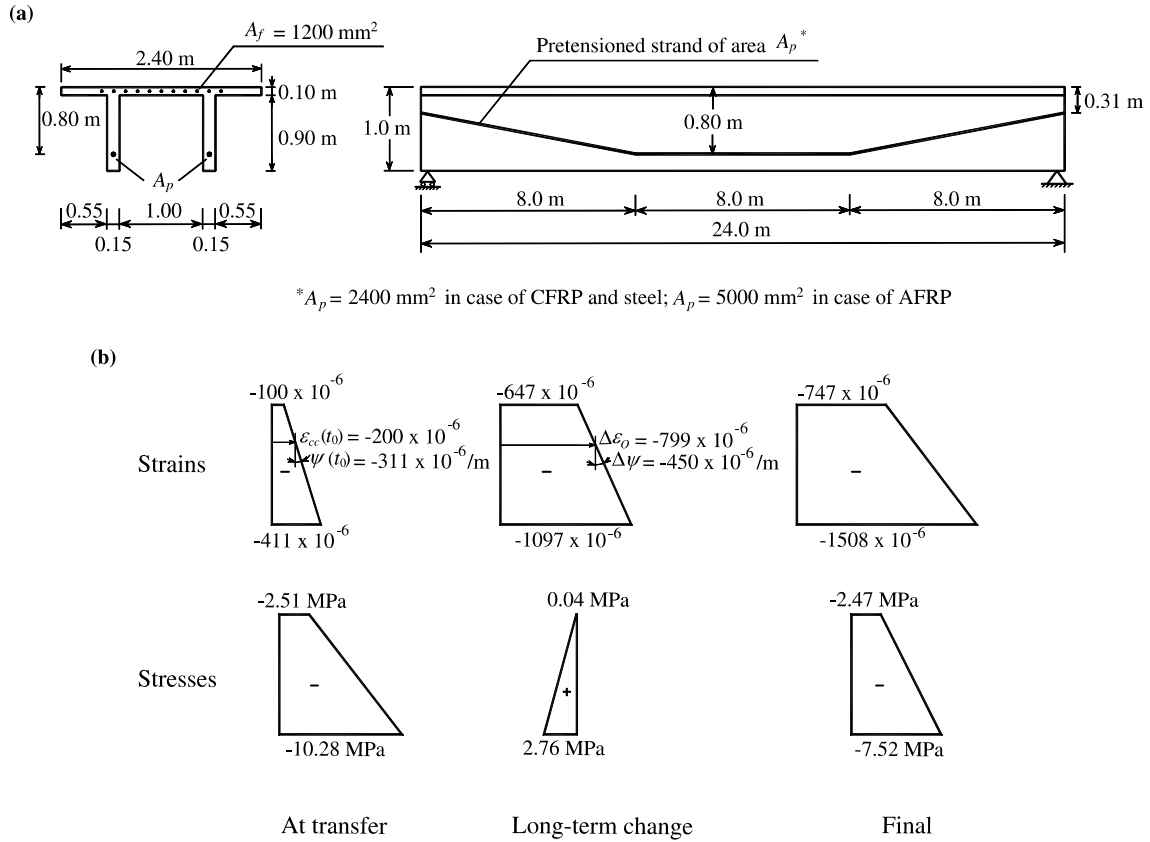 (a)
A_f = 1200 mm²
2.40 m
0.10 m
0.80 m
0.90 m
A_p
0.55
1.00
0.55
0.15
0.15
Pretensioned strand of area A_p*
0.31 m
1.0 m
0.80 m
8.0 m
8.0 m
8.0 m
24.0 m
*A_p = 2400 mm² in case of CFRP and steel; A_p = 5000 mm² in case of AFRP
(b)
-100 x 10⁻⁶
-647 x 10⁻⁶
-747 x 10⁻⁶
Strains
ε_cc(t₀) = -200 x 10⁻⁶
ψ (t₀) = -311 x 10⁻⁶/m
−
Δε_O = -799 x 10⁻⁶
Δψ = -450 x 10⁻⁶/m
−
−
-411 x 10⁻⁶
-1097 x 10⁻⁶
-1508 x 10⁻⁶
-2.51 MPa
0.04 MPa
-2.47 MPa
Stresses
−
+
−
-10.28 MPa
2.76 MPa
-7.52 MPa
At transfer
Long-term change
Final